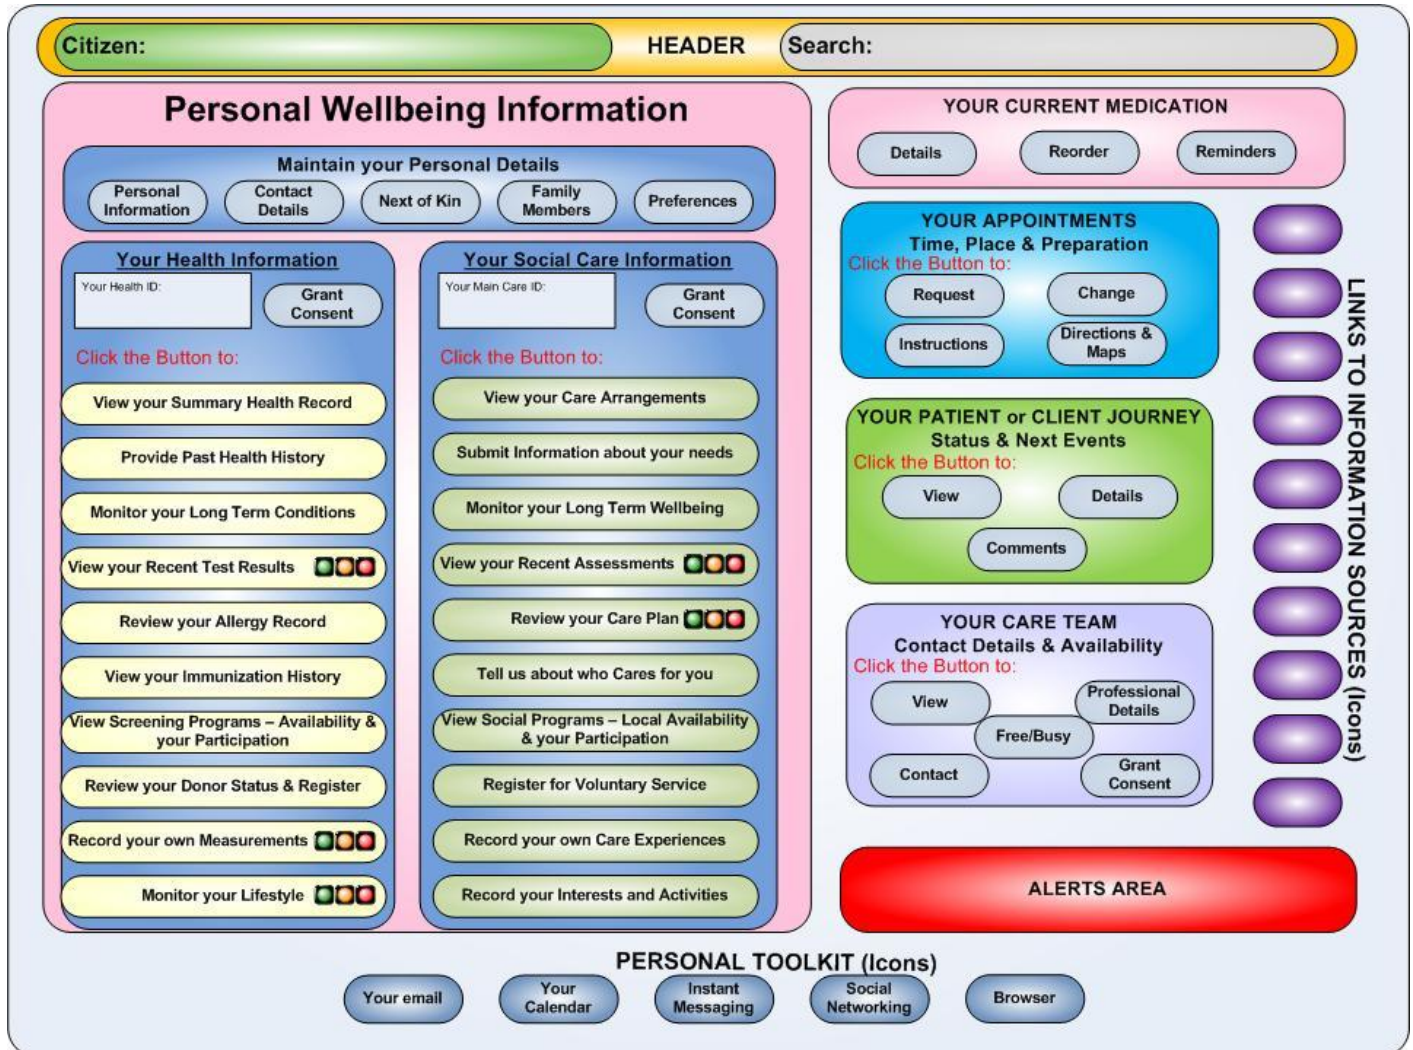 Citizen:
HEADER
Search:
Personal Wellbeing Information
Maintain your Personal Details
Personal
Information
Contact
Details
Next of Kin
Family
Members
Preferences
Your Health Information
Your Health ID:
Grant
Consent
Click the Button to:
View your Summary Health Record
Provide Past Health History
Monitor your Long Term Conditions
View your Recent Test Results
Review your Allergy Record
View your Immunization History
View Screening Programs – Availability &
your Participation
Review your Donor Status & Register
Record your own Measurements
Monitor your Lifestyle
Your Social Care Information
Your Main Care ID:
Grant
Consent
Click the Button to:
View your Care Arrangements
Submit Information about your needs
Monitor your Long Term Wellbeing
View your Recent Assessments
Review your Care Plan
Tell us about who Cares for you
View Social Programs – Local Availability
& your Participation
Register for Voluntary Service
Record your own Care Experiences
Record your Interests and Activities
YOUR CURRENT MEDICATION
Details
Reorder
Reminders
YOUR APPOINTMENTS
Time, Place & Preparation
Click the Button to:
Request
Change
Instructions
Directions &
Maps
YOUR PATIENT or CLIENT JOURNEY
Status & Next Events
Click the Button to:
View
Details
Comments
YOUR CARE TEAM
Contact Details & Availability
Click the Button to:
View
Professional
Details
Free/Busy
Contact
Grant
Consent
LINKS TO INFORMATION SOURCES (Icons)
ALERTS AREA
PERSONAL TOOLKIT (Icons)
Your email
Your
Calendar
Instant
Messaging
Social
Networking
Browser